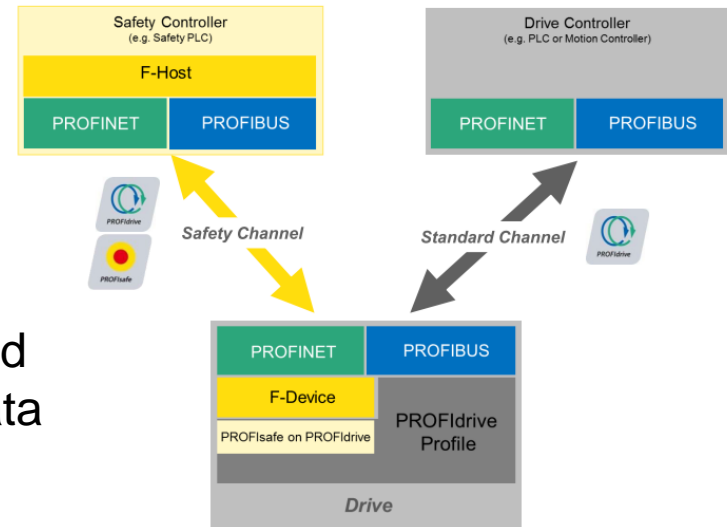 Safety Controller
(e.g. Safety PLC)
F-Host
PROFINET
PROFIBUS
Drive Controller
(e.g. PLC or Motion Controller)
PROFINET
PROFIBUS
PROFIdrive
PROFIsafe
Safety Channel
Standard Channel
PROFIdrive
d
ta
PROFINET
PROFIBUS
F-Device
PROFIsafe on PROFIdrive
PROFIdrive
Profile
Drive